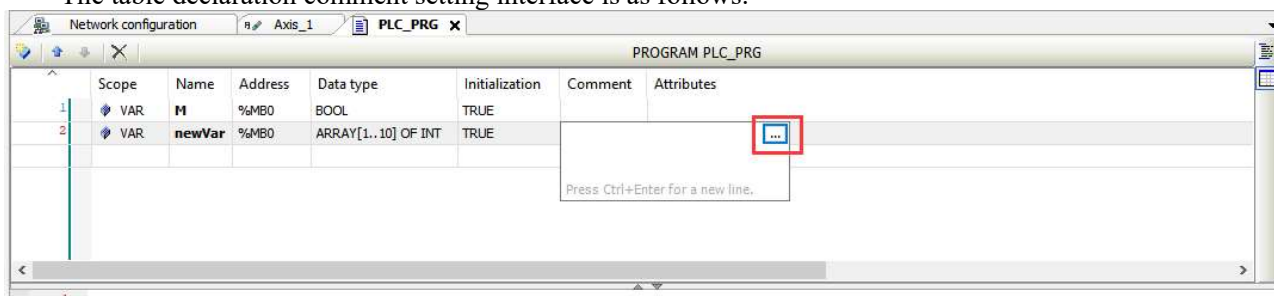 The table declaration comment setting interface is as follows:
Network configuration Axis_1 PLC_PRG X
PROGRAM PLC_PRG
Scope Name Address Data type Initialization Comment Attributes
1 VAR M %MB0 BOOL TRUE
2 VAR newVar %MB0 ARRAY[1..10] OF INT TRUE ...
Press Ctrl+Enter for a new line.